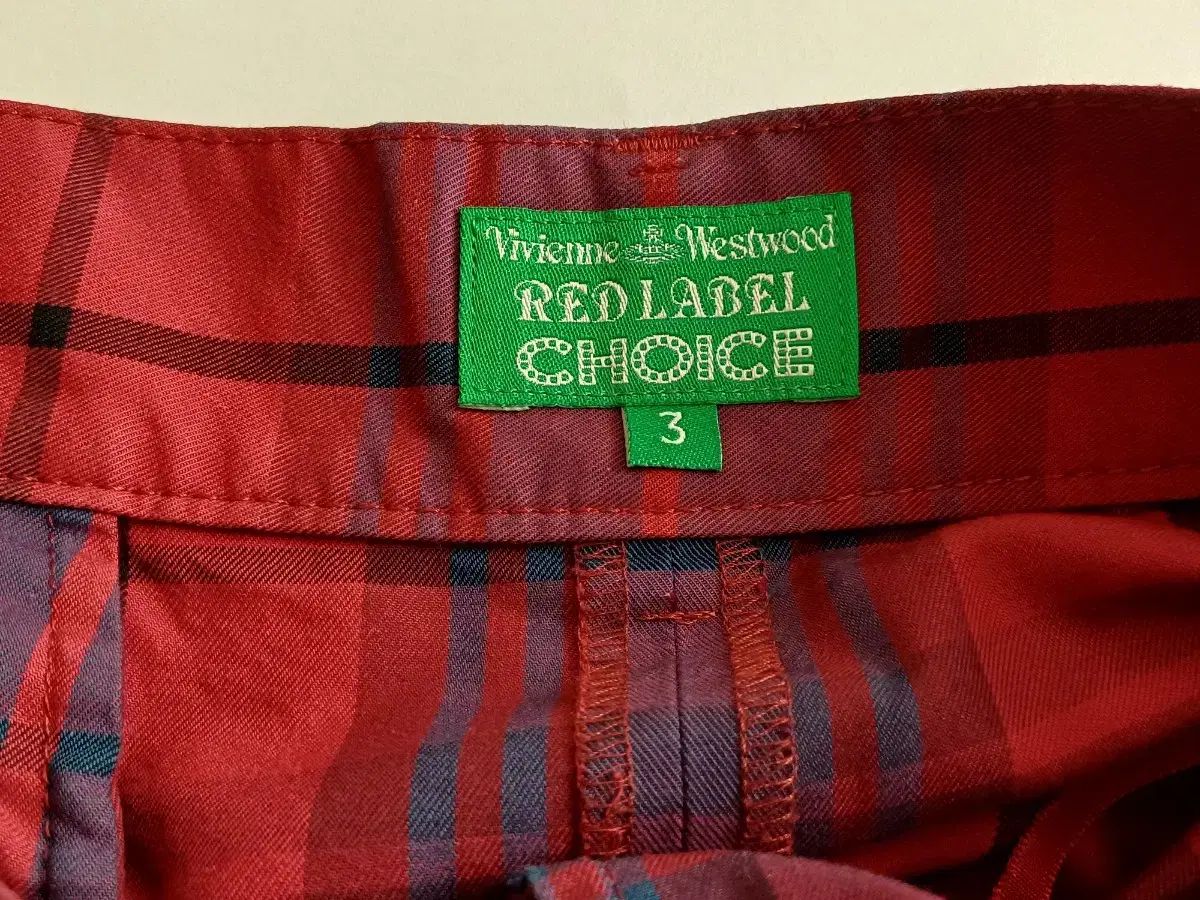 Vivienne Westwood
RED LABEL
CHOICE
3